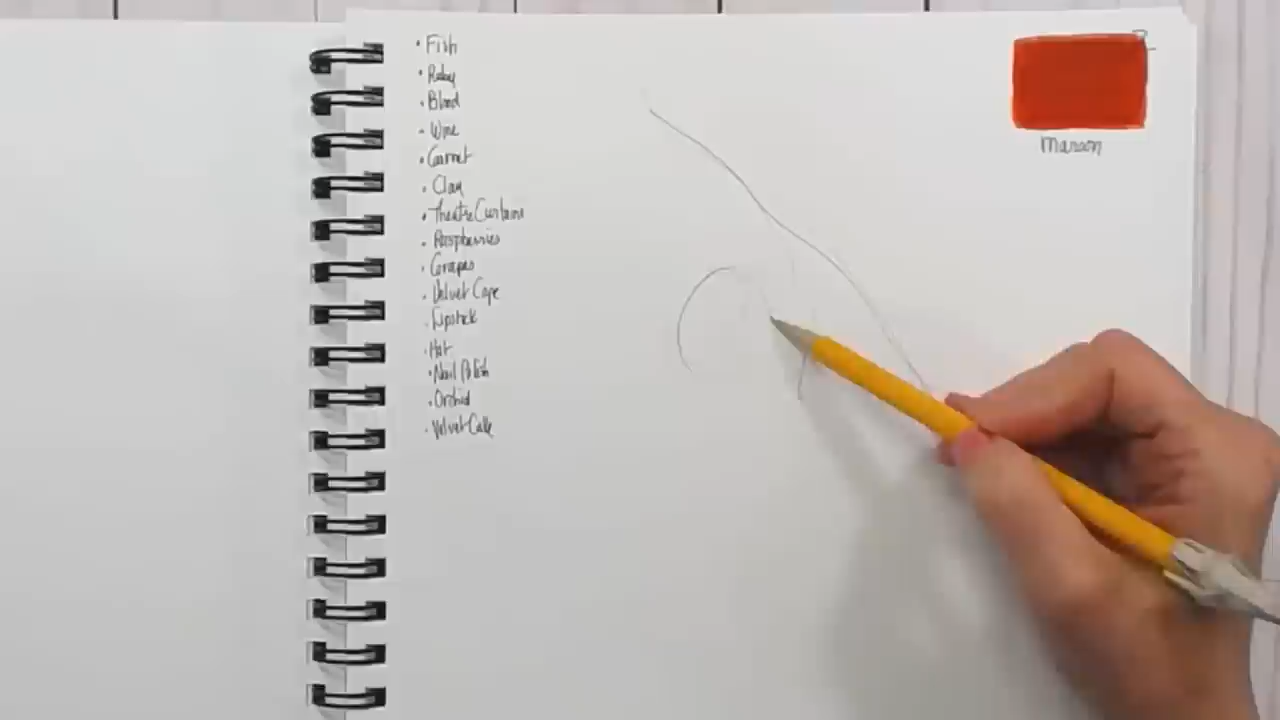 • Fish
• Ruby
• Blood
• Wine
• Garnet
• Clay
• Theatre Curtains
• Raspberries
• Grapes
• Velvet Cape
• Lipstick
• Hat
• Nail Polish
• Orchid
• Velvet Cake
Maroon